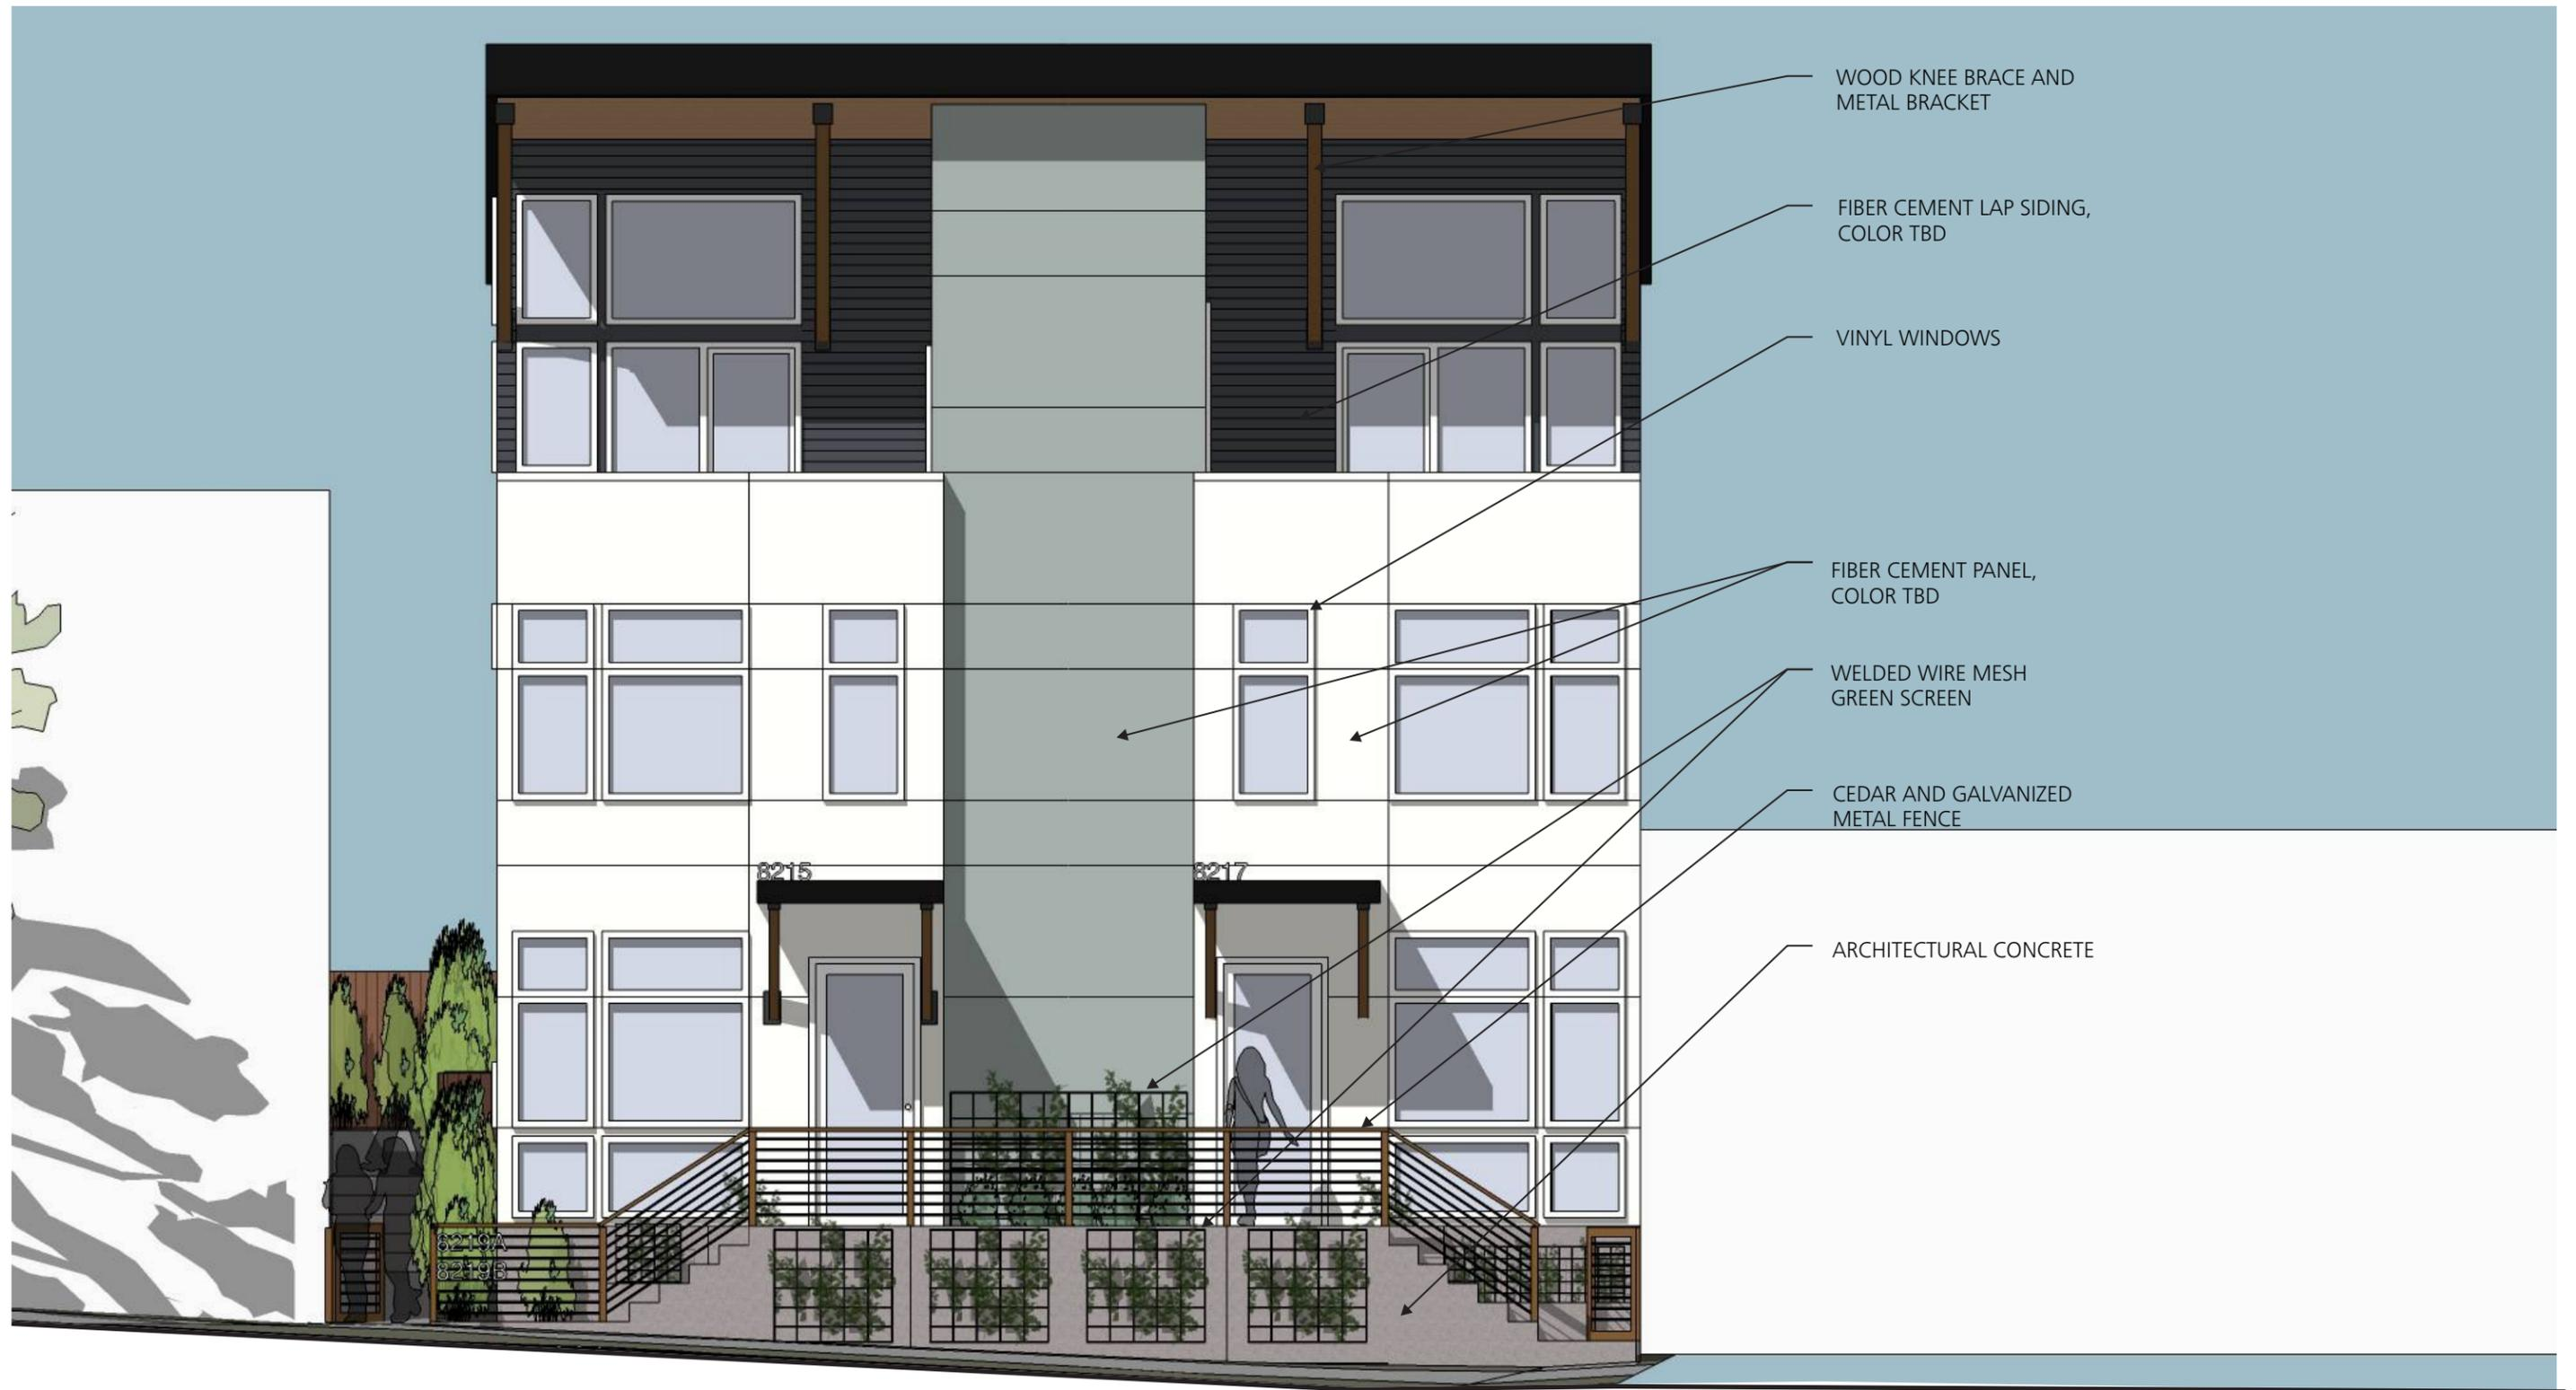 WOOD KNEE BRACE AND
METAL BRACKET
FIBER CEMENT LAP SIDING,
COLOR TBD
VINYL WINDOWS
FIBER CEMENT PANEL,
COLOR TBD
WELDED WIRE MESH
GREEN SCREEN
CEDAR AND GALVANIZED
METAL FENCE
8215
8217
ARCHITECTURAL CONCRETE
8219A
8219B